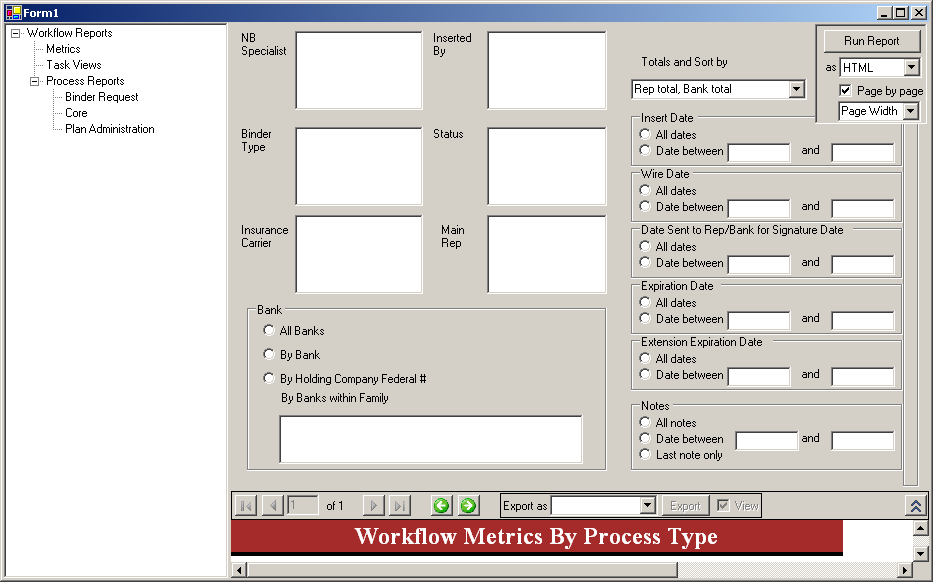 Form1
Workflow Reports
Metrics
Task Views
Process Reports
Binder Request
Core
Plan Administration
NB
Specialist
Inserted
By
Binder
Type
Status
Insurance
Carrier
Main
Rep
Bank
All Banks
By Bank
By Holding Company Federal #
By Banks within Family
Totals and Sort by
Rep total, Bank total
Run Report
as HTML
Page by page
Page Width
Insert Date
All dates
Date between and
Wire Date
All dates
Date between and
Date Sent to Rep/Bank for Signature Date
All dates
Date between and
Expiration Date
All dates
Date between and
Extension Expiration Date
All dates
Date between and
Notes
All notes
Date between and
Last note only
1 of 1 Export as Export View
Workflow Metrics By Process Type